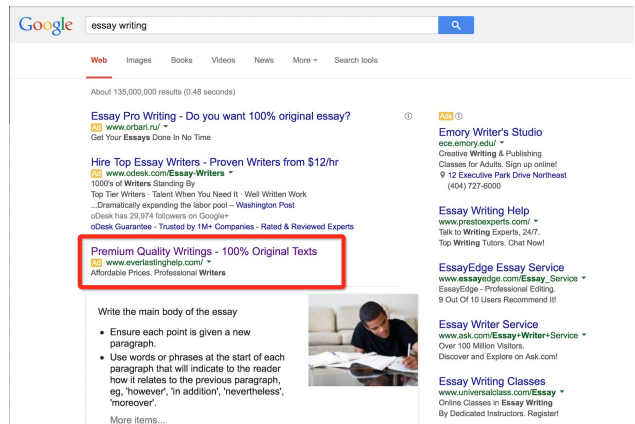 Google
essay writing
Web Images Books Videos News More Search tools
About 135,000,000 results (0.48 seconds)
Essay Pro Writing - Do you want 100% original essay?
Ad www.orbari.ru/
Get Your Essays Done In No Time
Hire Top Essay Writers - Proven Writers from $12/hr
Ad www.odesk.com/Essay-Writers
1000's of Writers Standing By
Top Tier Writers · Talent When You Need It · Well Written Work
...Dramatically expanding the labor pool – Washington Post
oDesk has 29,974 followers on Google+
oDesk Guarantee - Trusted by 1M+ Companies - Rated & Reviewed Experts
Premium Quality Writings - 100% Original Texts
Ad www.everlastinghelp.com/
Affordable Prices. Professional Writers
Write the main body of the essay
• Ensure each point is given a new
paragraph.
• Use words or phrases at the start of each
paragraph that will indicate to the reader
how it relates to the previous paragraph,
eg, 'however', 'in addition', 'nevertheless',
'moreover'.
More items...
Ads
Emory Writer's Studio
ece.emory.edu/
Creative Writing & Publishing
Classes for Adults. Sign up online!
12 Executive Park Drive Northeast
(404) 727-6000
Essay Writing Help
www.prestoexperts.com/
Talk to Writing Experts, 24/7.
Top Writing Tutors. Chat Now!
EssayEdge Essay Service
www.essayedge.com/Essay_Service
EssayEdge - Professional Editing.
9 Out Of 10 Users Recommend It!
Essay Writer Service
www.ask.com/Essay+Writer+Service
Over 100 Million Visitors.
Discover and Explore on Ask.com!
Essay Writing Classes
www.universalclass.com/Essay
Online Classes in Essay Writing
By Dedicated Instructors. Register!